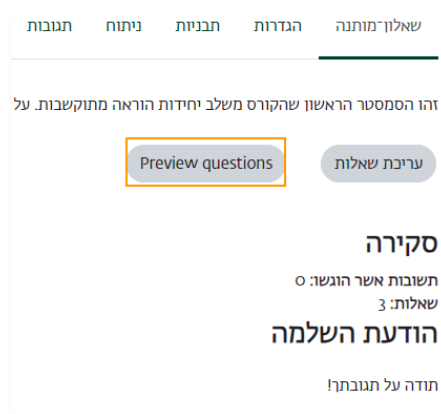 שאלון־מותנה הגדרות תבניות ניתוח תגובות
זהו הסמסטר הראשון שהקורס משלב יחידות הוראה מתוקשבות. על
עריכת שאלות Preview questions
סקירה
תשובות אשר הוגשו: 0
שאלות: 3
הודעת השלמה
תודה על תגובתך!